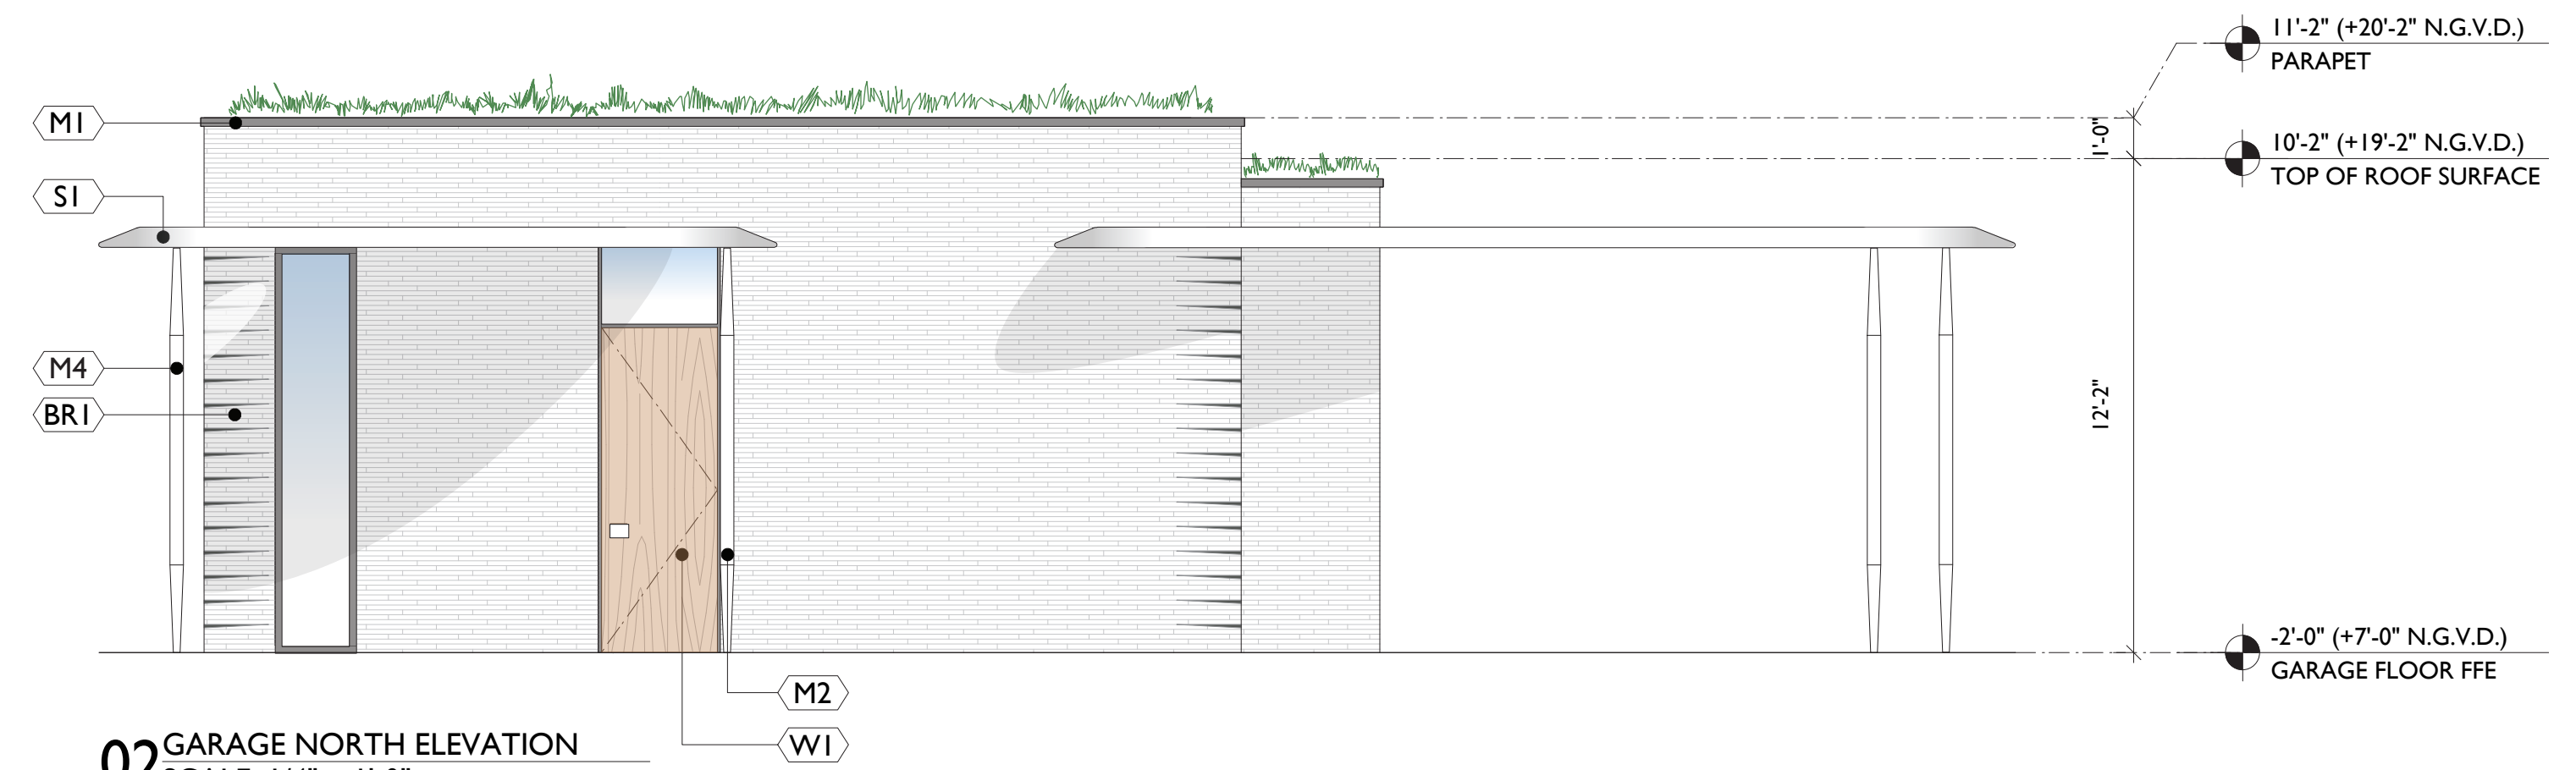 11'-2" (+20'-2" N.G.V.D.)
PARAPET
M1
1'-0"
10'-2" (+19'-2" N.G.V.D.)
TOP OF ROOF SURFACE
S1
M4
12'-2"
BR1
-2'-0" (+7'-0" N.G.V.D.)
GARAGE FLOOR FFE
M2
W1
02 GARAGE NORTH ELEVATION